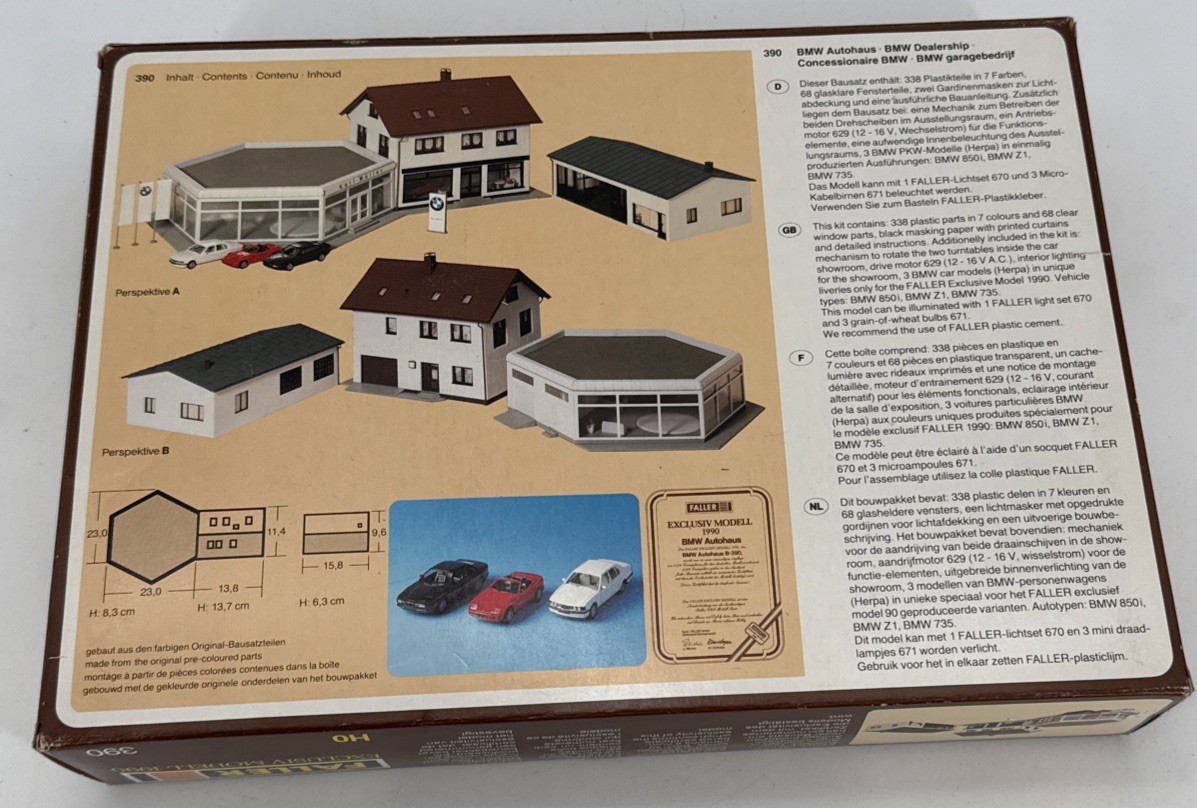 390 Inhalt · Contents · Contenu · Inhoud
BMW
Perspektive A
Perspektive B
23,0
11,4
9,6
23,0
13,8
15,8
H: 8,3 cm
H: 13,7 cm
H: 6,3 cm
FALLER
EXCLUSIV MODELL
1990
BMW Autohaus
BMW Autohaus B-390,
gebaut aus den farbigen Original-Bausatzteilen
made from the original pre-coloured parts
montage à partir de pièces colorées contenues dans la boîte
gebouwd met de gekleurde originele onderdelen van het bouwpakket
390 BMW Autohaus · BMW Dealership ·
Concessionaire BMW · BMW garagebedrijf
D
Dieser Bausatz enthält: 338 Plastikteile in 7 Farben,
68 glasklare Fensterteile, zwei Gardinenmasken zur Licht-
abdeckung und eine ausführliche Bauanleitung. Zusätzlich
liegen dem Bausatz bei: eine Mechanik zum Betreiben der
beiden Drehscheiben im Ausstellungsraum, ein Antriebs-
motor 629 (12 - 16 V, Wechselstrom) für die Funktions-
elemente, eine aufwendige Innenbeleuchtung des Ausstel-
lungsraums, 3 BMW PKW-Modelle (Herpa) in einmalig
produzierten Ausführungen: BMW 850i, BMW Z1,
BMW 735.
Das Modell kann mit 1 FALLER-Lichtset 670 und 3 Micro-
Kabelbirnen 671 beleuchtet werden.
Verwenden Sie zum Basteln FALLER-Plastikkleber.
GB
This kit contains: 338 plastic parts in 7 colours and 68 clear
window parts, black masking paper with printed curtains
and detailed instructions. Additionelly included in the kit is:
mechanism to rotate the two turntables inside the car
showroom, drive motor 629 (12 - 16 V A.C.), interior lighting
for the showroom, 3 BMW car models (Herpa) in unique
liveries only for the FALLER Exclusive Model 1990. Vehicle
types: BMW 850i, BMW Z1, BMW 735.
This model can be illuminated with 1 FALLER light set 670
and 3 grain-of-wheat bulbs 671.
We recommend the use of FALLER plastic cement.
F
Cette boîte comprend: 338 pièces en plastique en
7 couleurs et 68 pièces en plastique transparent, un cache-
lumière avec rideaux imprimés et une notice de montage
détaillée, moteur d'entrainement 629 (12 - 16 V, courant
alternatif) pour les éléments fonctionals, eclairage intérieur
de la salle d'exposition, 3 voitures particulières BMW
(Herpa) aux couleurs uniques produites spécialement pour
le modèle exclusif FALLER 1990: BMW 850i, BMW Z1,
BMW 735.
Ce modèle peut être éclairé à l'aide d'un socquet FALLER
670 et 3 microampoules 671.
Pour l'assemblage utilisez la colle plastique FALLER.
NL
Dit bouwpakket bevat: 338 plastic delen in 7 kleuren en
68 glasheldere vensters, een lichtmasker met opgedrukte
gordijnen voor lichtafdekking en een uitvoerige bouwbe-
schrijving. Het bouwpakket bevat bovendien: mechaniek
voor de aandrijving van beide draainschijven in de show-
room, aandrijfmotor 629 (12 - 16 V, wisselstrom) voor de
functie-elementen, uitgebreide binnenverlichting van de
showroom, 3 modellen van BMW-personenwagens
(Herpa) in unieke speciaal voor het FALLER exclusief
model 90 geproduceerde varianten. Autotypen: BMW 850i,
BMW Z1, BMW 735.
Dit model kan met 1 FALLER-lichtset 670 en 3 mini draad-
lampjes 671 worden verlicht.
Gebruik voor het in elkaar zetten FALLER-plasticlijm.
390
H0
FALLER
EXCLUSIV MODELL 1990